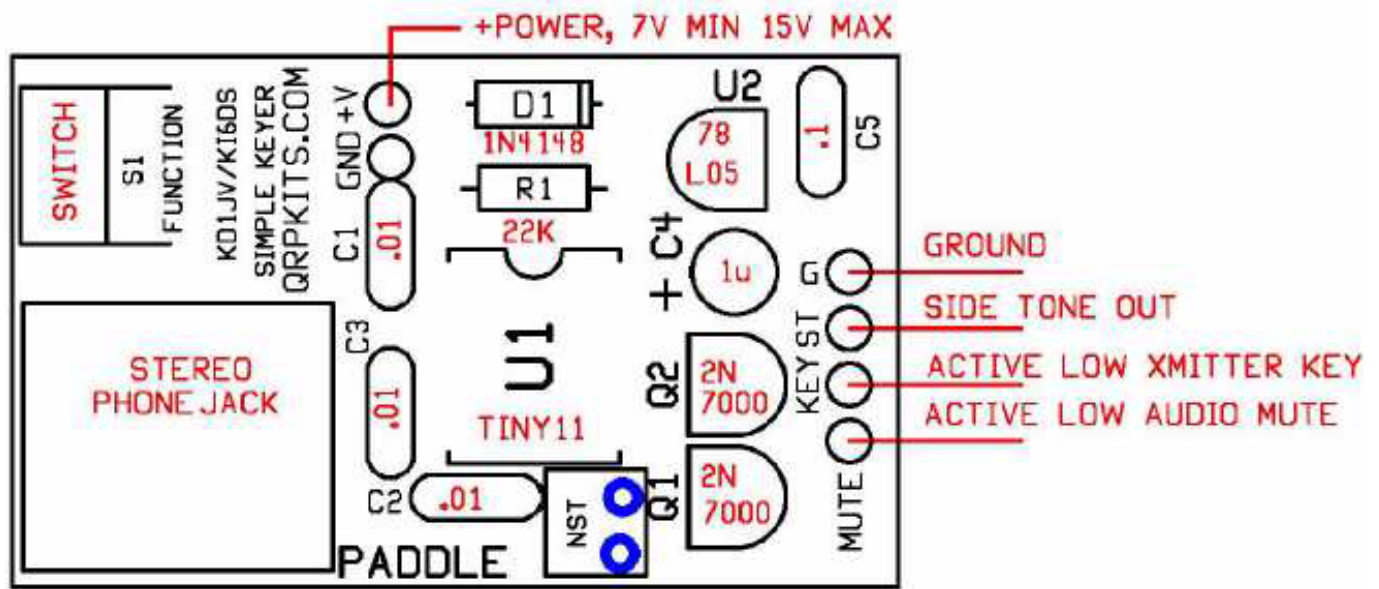 +POWER, 7V MIN 15V MAX
SWITCH
S1
FUNCTION
KD1JV/KI6DS
SIMPLE KEYER
QRPKITS.COM
+V
GND
D1
1N4148
R1
22K
U2
78
L05
.1
C5
C1
.01
C4
+
1u
G
GROUND
ST
SIDE TONE OUT
KEY
ACTIVE LOW XMITTER KEY
MUTE
ACTIVE LOW AUDIO MUTE
STEREO
PHONE JACK
C3
.01
U1
TINY11
Q2
2N
7000
Q1
2N
7000
C2
.01
NST
PADDLE